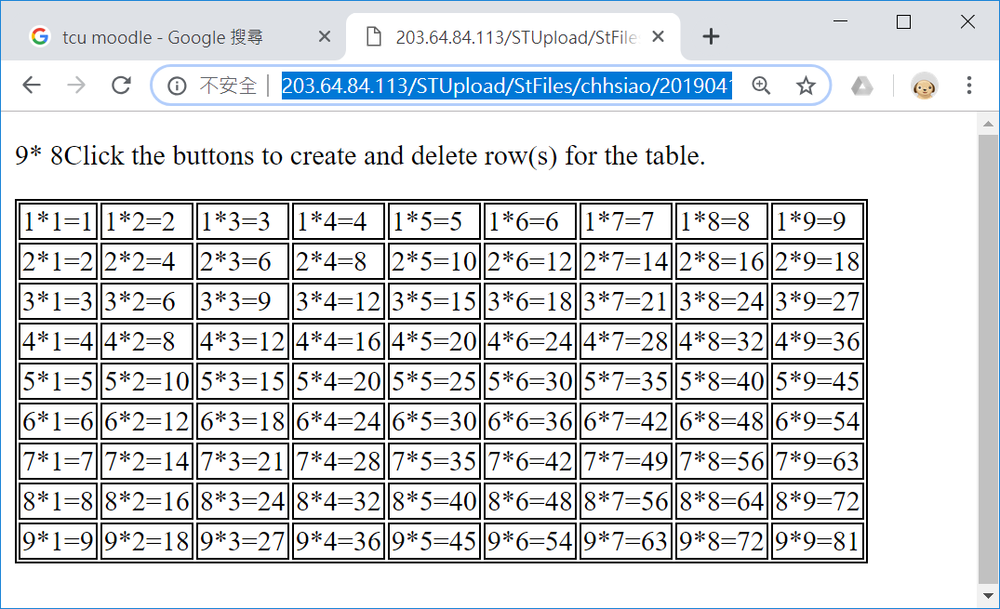 tcu moodle - Google 搜尋
203.64.84.113/STUpload/StFile
不安全 | 203.64.84.113/STUpload/StFiles/chhsiao/201904
9* 8Click the buttons to create and delete row(s) for the table.
1*1=1 1*2=2 1*3=3 1*4=4 1*5=5 1*6=6 1*7=7 1*8=8 1*9=9
2*1=2 2*2=4 2*3=6 2*4=8 2*5=10 2*6=12 2*7=14 2*8=16 2*9=18
3*1=3 3*2=6 3*3=9 3*4=12 3*5=15 3*6=18 3*7=21 3*8=24 3*9=27
4*1=4 4*2=8 4*3=12 4*4=16 4*5=20 4*6=24 4*7=28 4*8=32 4*9=36
5*1=5 5*2=10 5*3=15 5*4=20 5*5=25 5*6=30 5*7=35 5*8=40 5*9=45
6*1=6 6*2=12 6*3=18 6*4=24 6*5=30 6*6=36 6*7=42 6*8=48 6*9=54
7*1=7 7*2=14 7*3=21 7*4=28 7*5=35 7*6=42 7*7=49 7*8=56 7*9=63
8*1=8 8*2=16 8*3=24 8*4=32 8*5=40 8*6=48 8*7=56 8*8=64 8*9=72
9*1=9 9*2=18 9*3=27 9*4=36 9*5=45 9*6=54 9*7=63 9*8=72 9*9=81